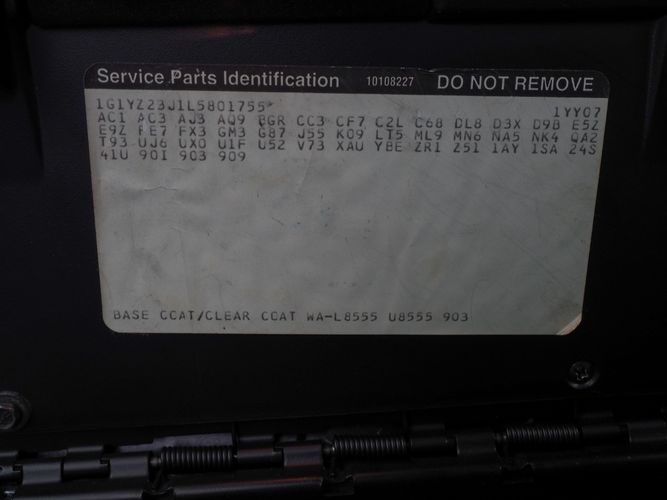 Service Parts Identification 10108227 DO NOT REMOVE
1G1YZ23J1L5801755* 1YY07
AC1 AC3 AJ3 AQ9 BGR CC3 CF7 C2L C68 DL8 D3X D98 E5Z
E9Z FE7 FX3 GM3 G87 J55 K09 LT5 ML9 MN6 NA5 NK4 QA2
T93 UJ6 UX0 U1F U52 V73 XAU YBE ZR1 Z51 1AY 1SA 24S
41U 90I 903 909
BASE COAT/CLEAR COAT WA-L8555 U8555 903